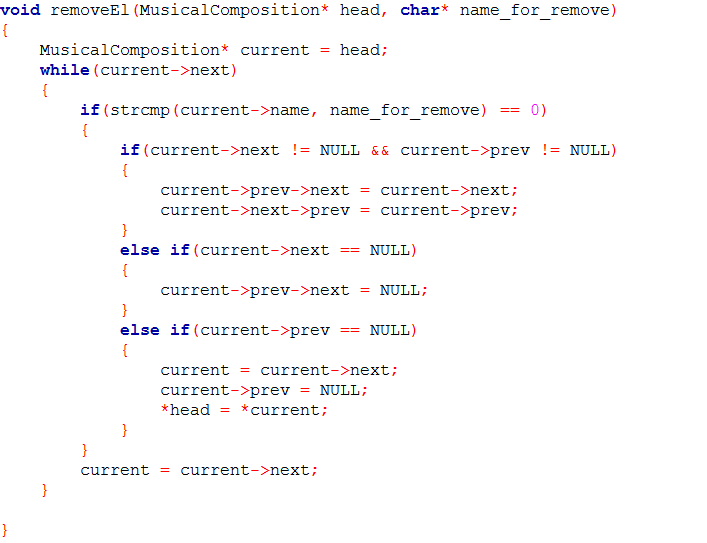 void removeEl(MusicalComposition* head, char* name_for_remove)
{
    MusicalComposition* current = head;
    while(current->next)
    {
        if(strcmp(current->name, name_for_remove) == 0)
        {
            if(current->next != NULL && current->prev != NULL)
            {
                current->prev->next = current->next;
                current->next->prev = current->prev;
            }
            else if(current->next == NULL)
            {
                current->prev->next = NULL;
            }
            else if(current->prev == NULL)
            {
                current = current->next;
                current->prev = NULL;
                *head = *current;
            }
        }
        current = current->next;
    }

}